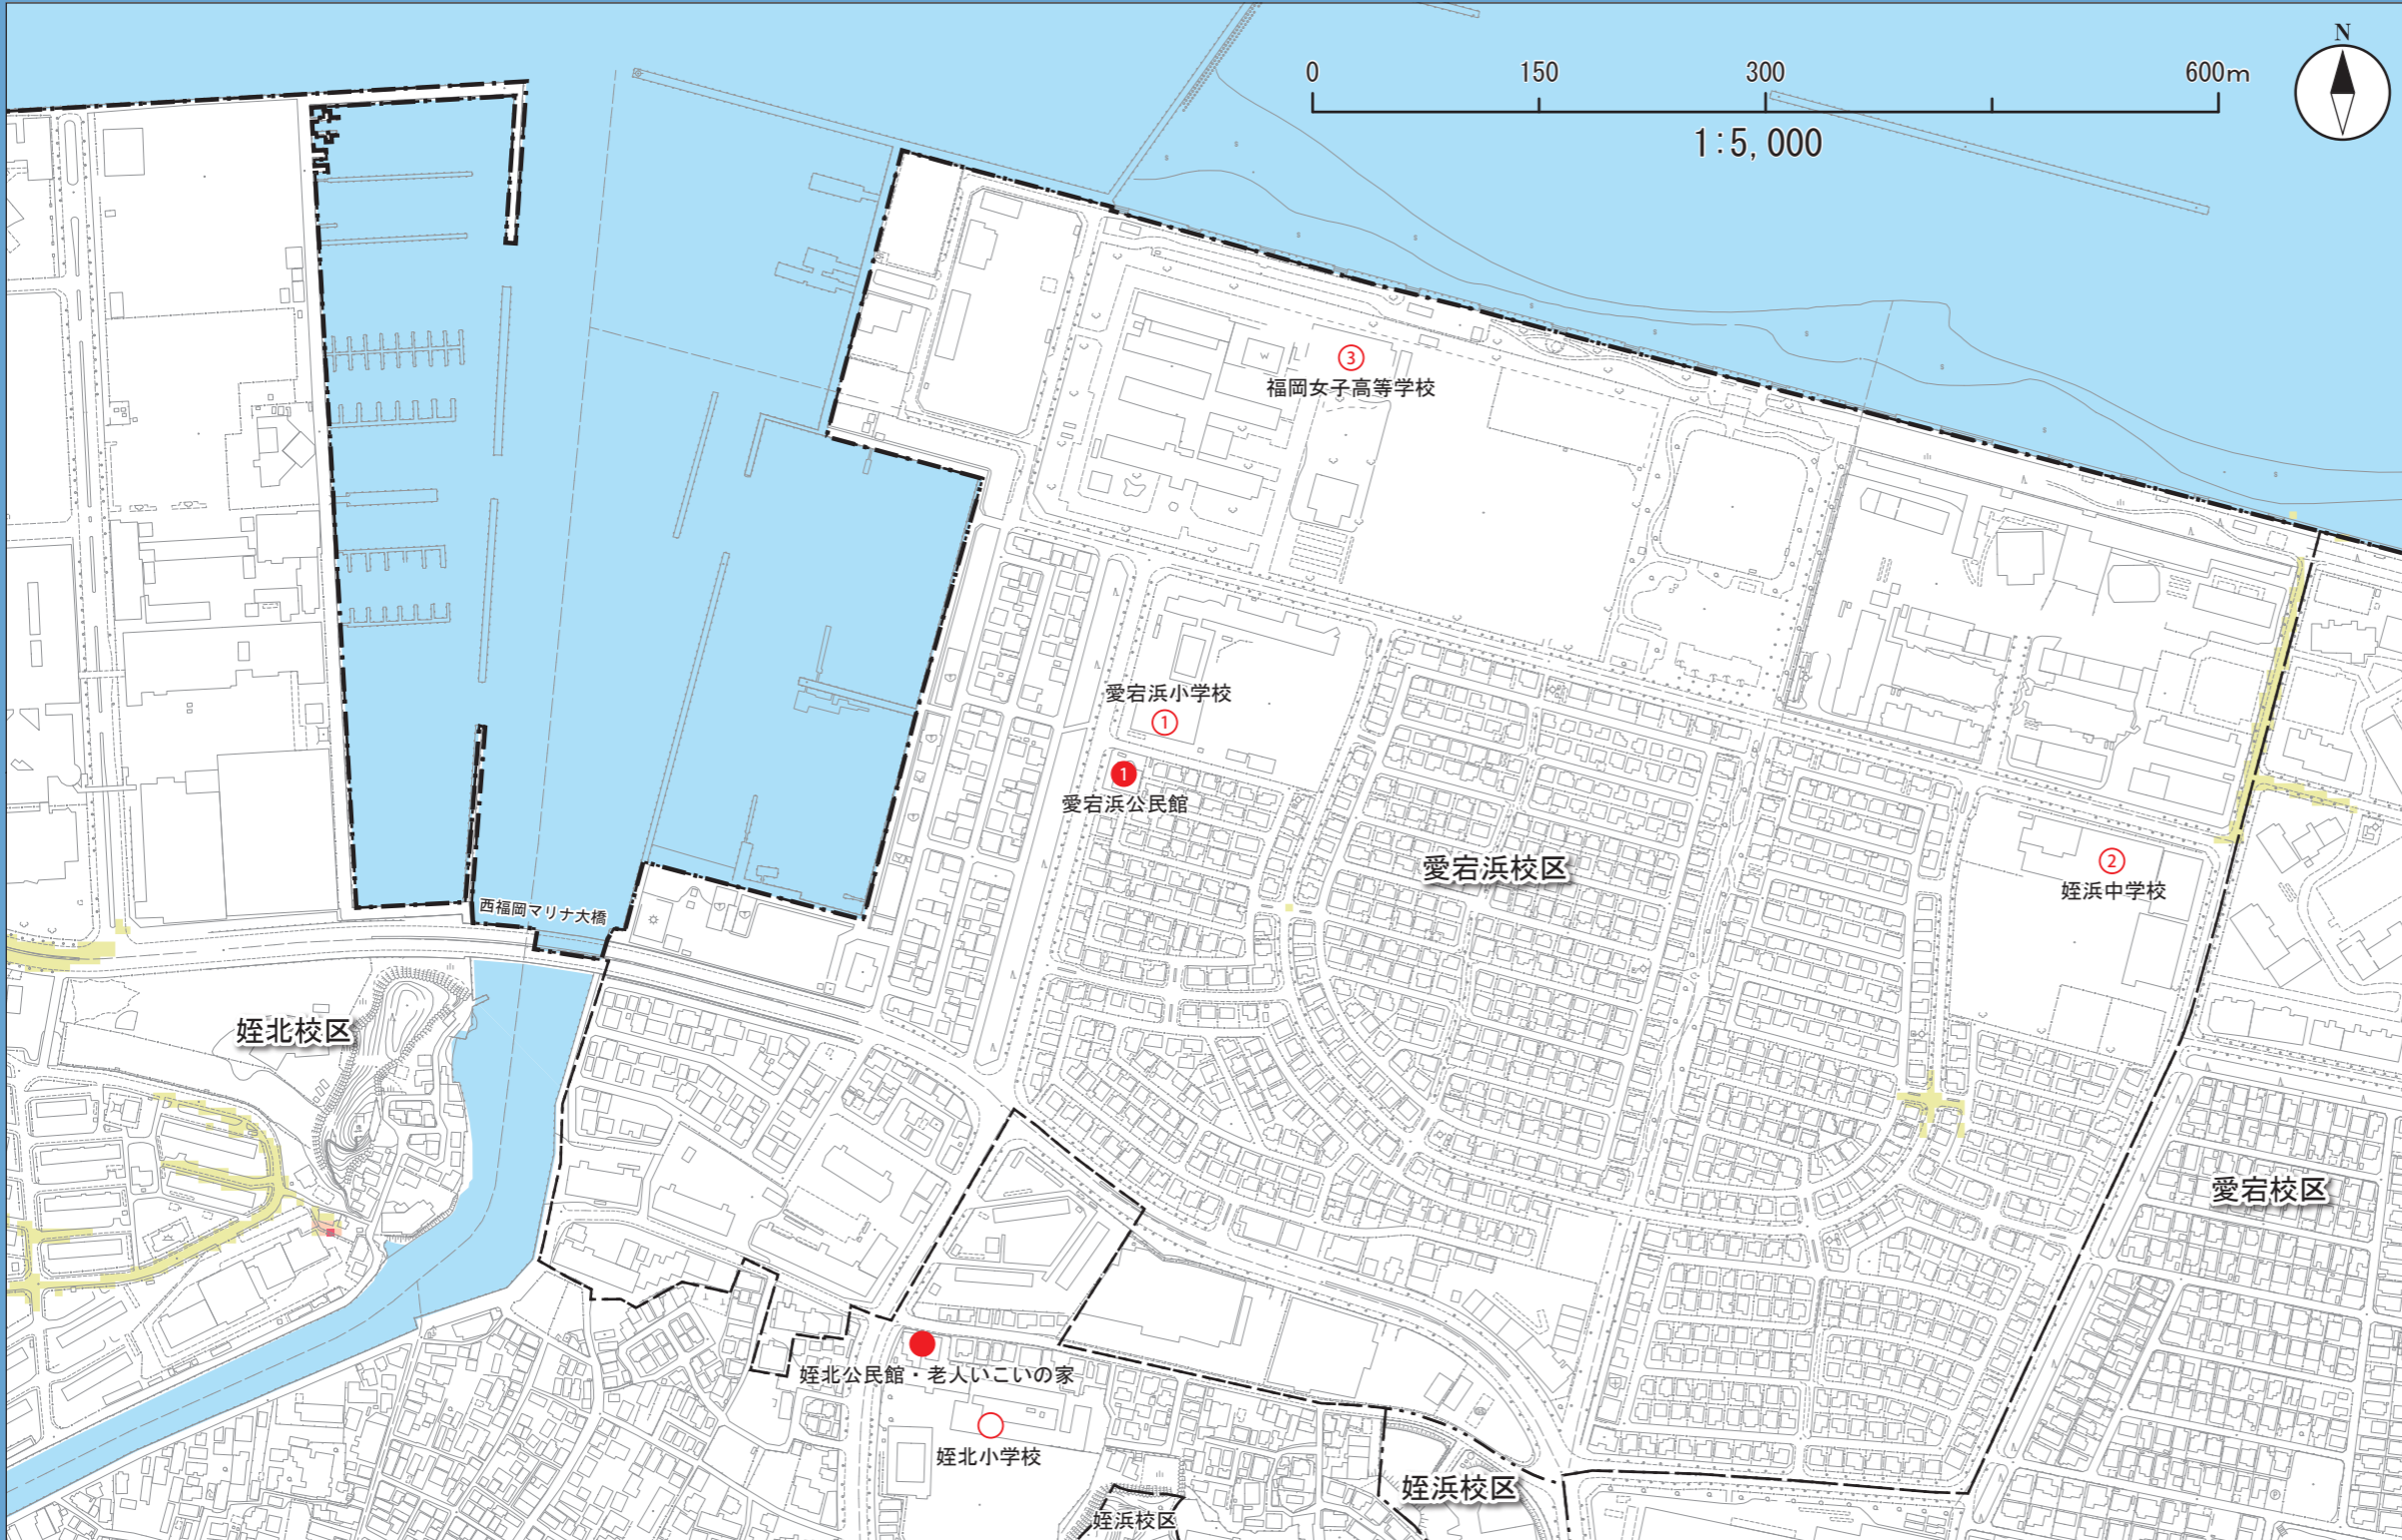 N
0 150 300 600m
1:5,000
③
福岡女子高等学校
愛宕浜小学校
①
1
愛宕浜公民館
愛宕浜校区
②
姪浜中学校
西福岡マリナ大橋
姪北校区
愛宕校区
姪北公民館・老人いこいの家
姪北小学校
姪浜校区
姪浜校区